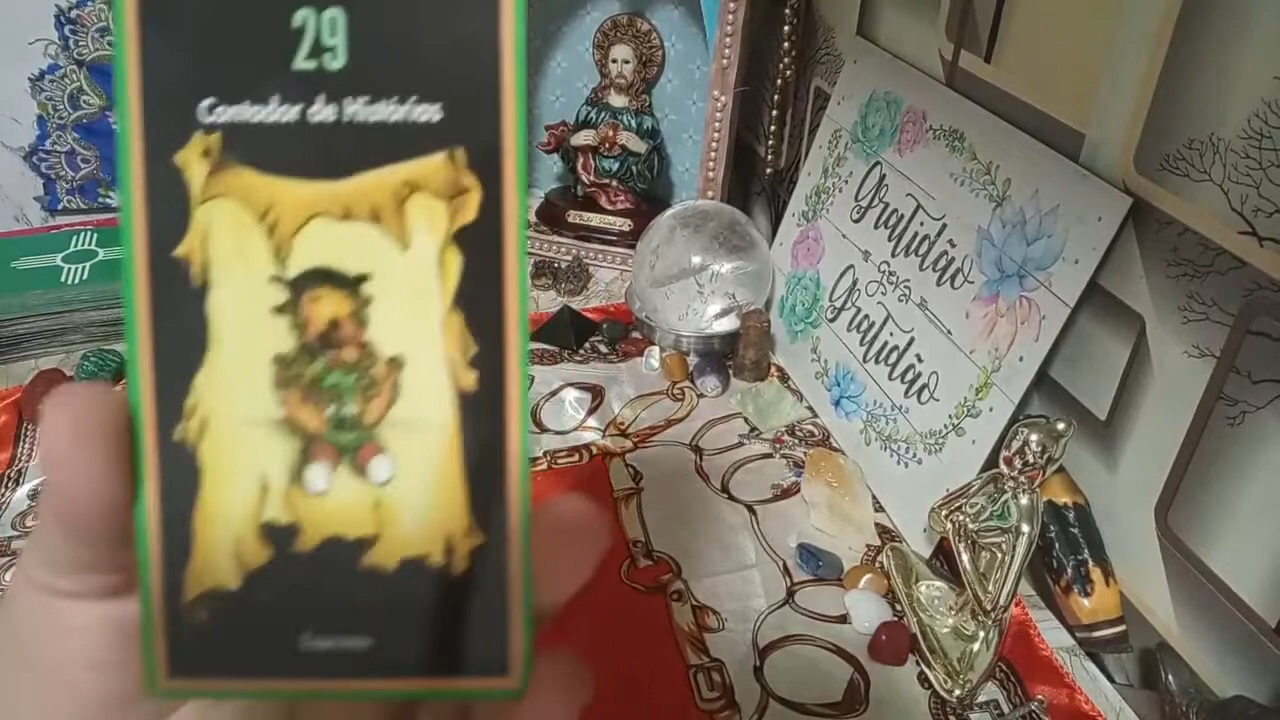 29
Contador de Histórias
Gratidão
gera
Gratidão